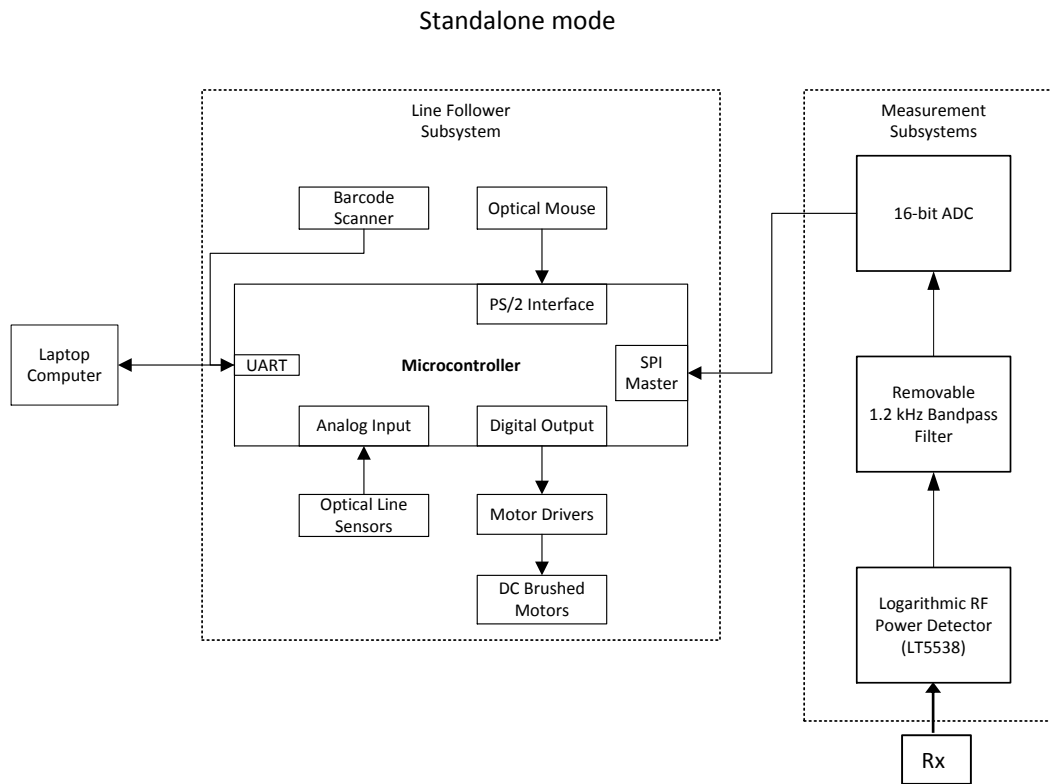 Standalone mode
Line Follower
Subsystem
Measurement
Subsystems
Barcode
Scanner
Optical Mouse
16-bit ADC
PS/2 Interface
Laptop
Computer
UART
Microcontroller
SPI
Master
Analog Input
Digital Output
Removable
1.2 kHz Bandpass
Filter
Optical Line
Sensors
Motor Drivers
DC Brushed
Motors
Logarithmic RF
Power Detector
(LT5538)
Rx